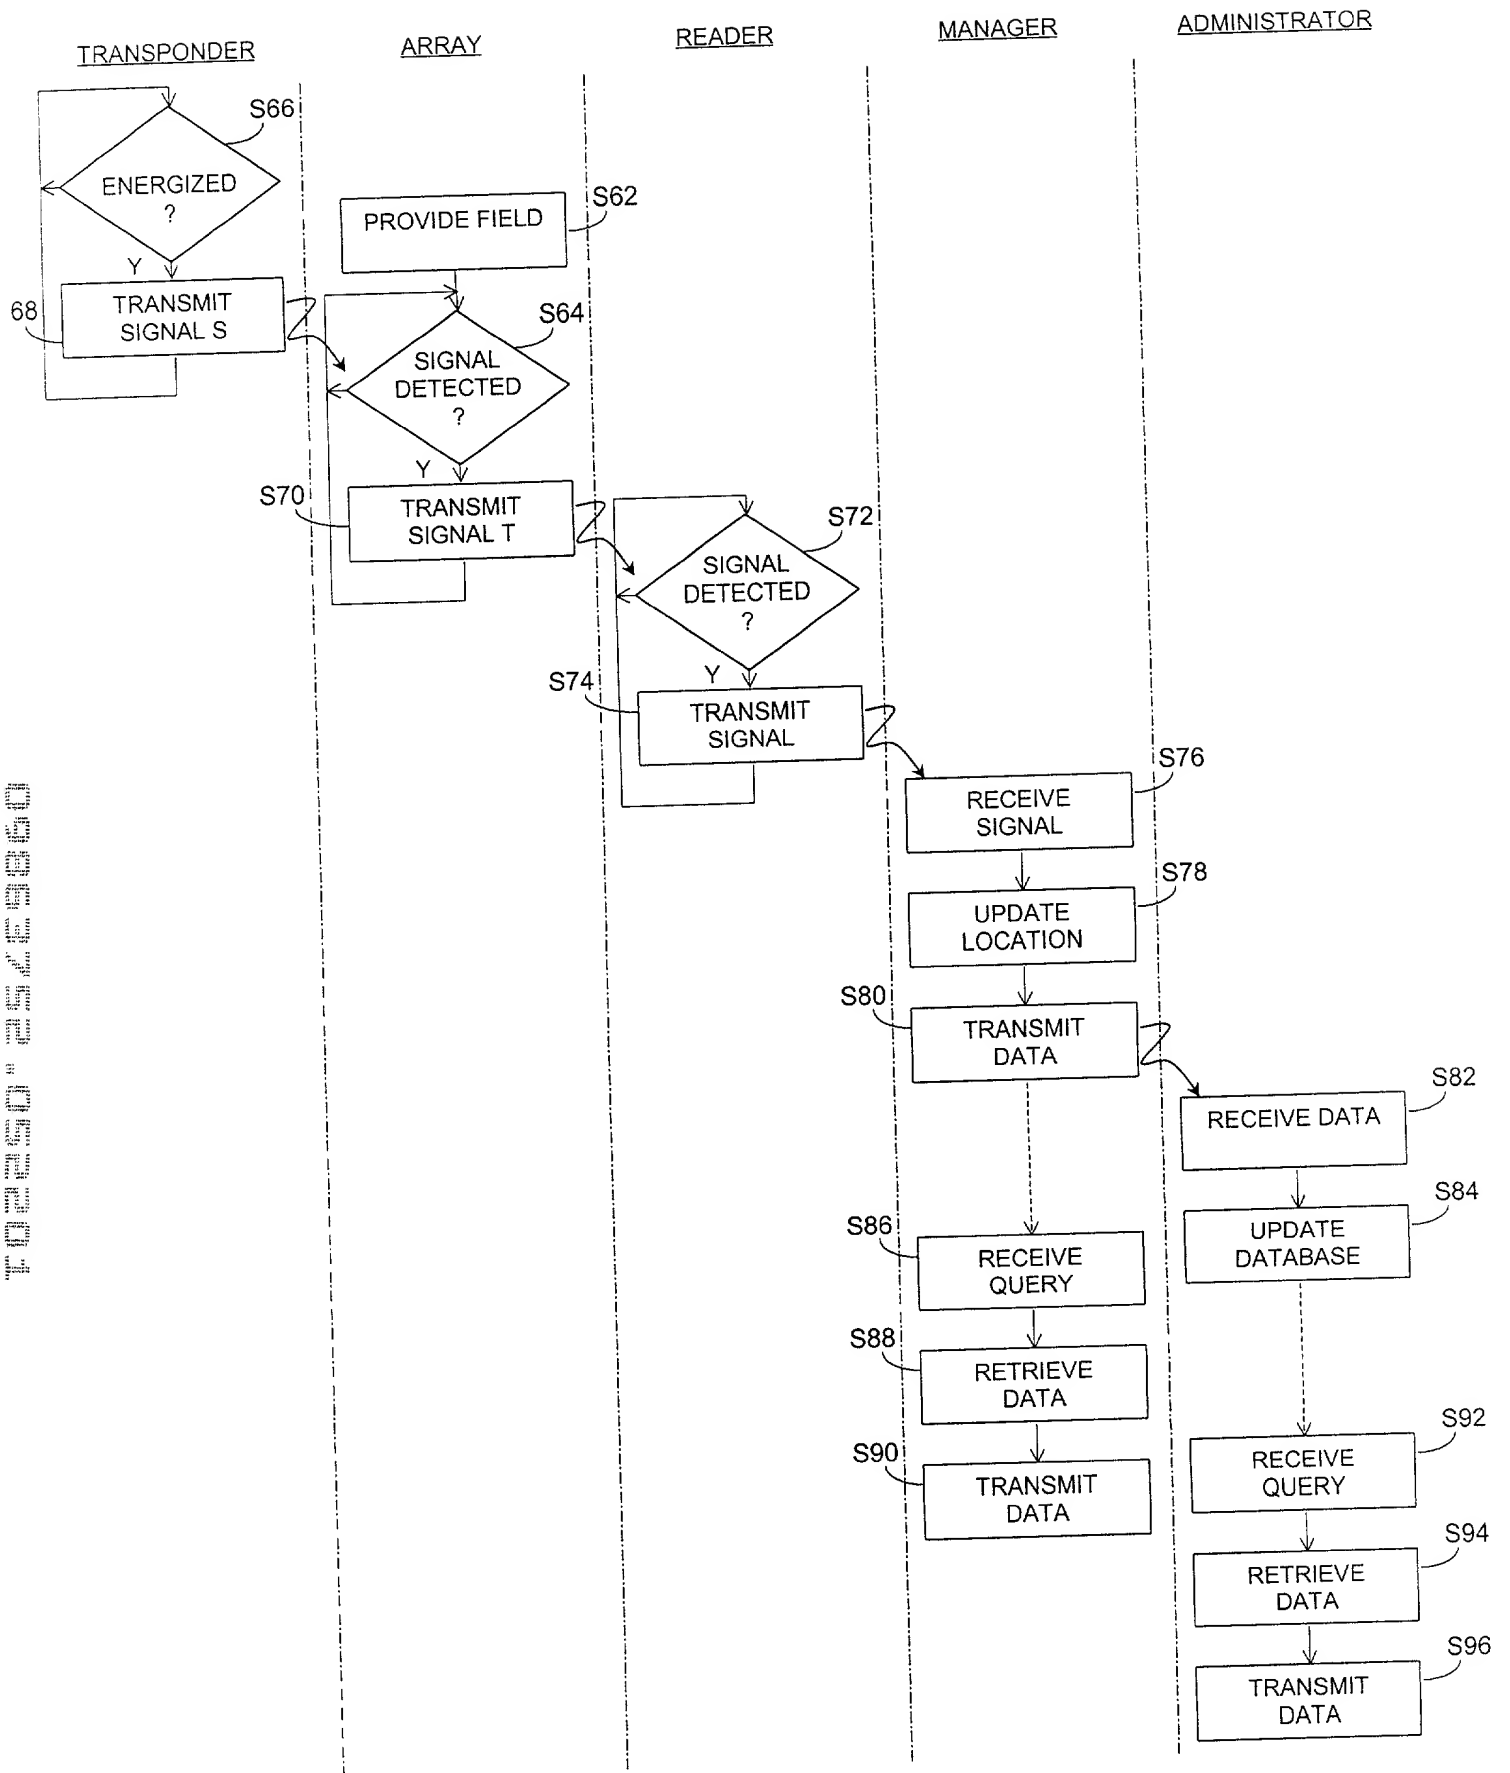 TRANSPONDER
ARRAY
READER
MANAGER
ADMINISTRATOR
S66
ENERGIZED
?
Y
68
TRANSMIT
SIGNAL S
S62
PROVIDE FIELD
S64
SIGNAL
DETECTED
?
Y
S70
TRANSMIT
SIGNAL T
S72
SIGNAL
DETECTED
?
Y
S74
TRANSMIT
SIGNAL
S76
RECEIVE
SIGNAL
S78
UPDATE
LOCATION
S80
TRANSMIT
DATA
S82
RECEIVE DATA
S84
UPDATE
DATABASE
S86
RECEIVE
QUERY
S88
RETRIEVE
DATA
S90
TRANSMIT
DATA
S92
RECEIVE
QUERY
S94
RETRIEVE
DATA
S96
TRANSMIT
DATA